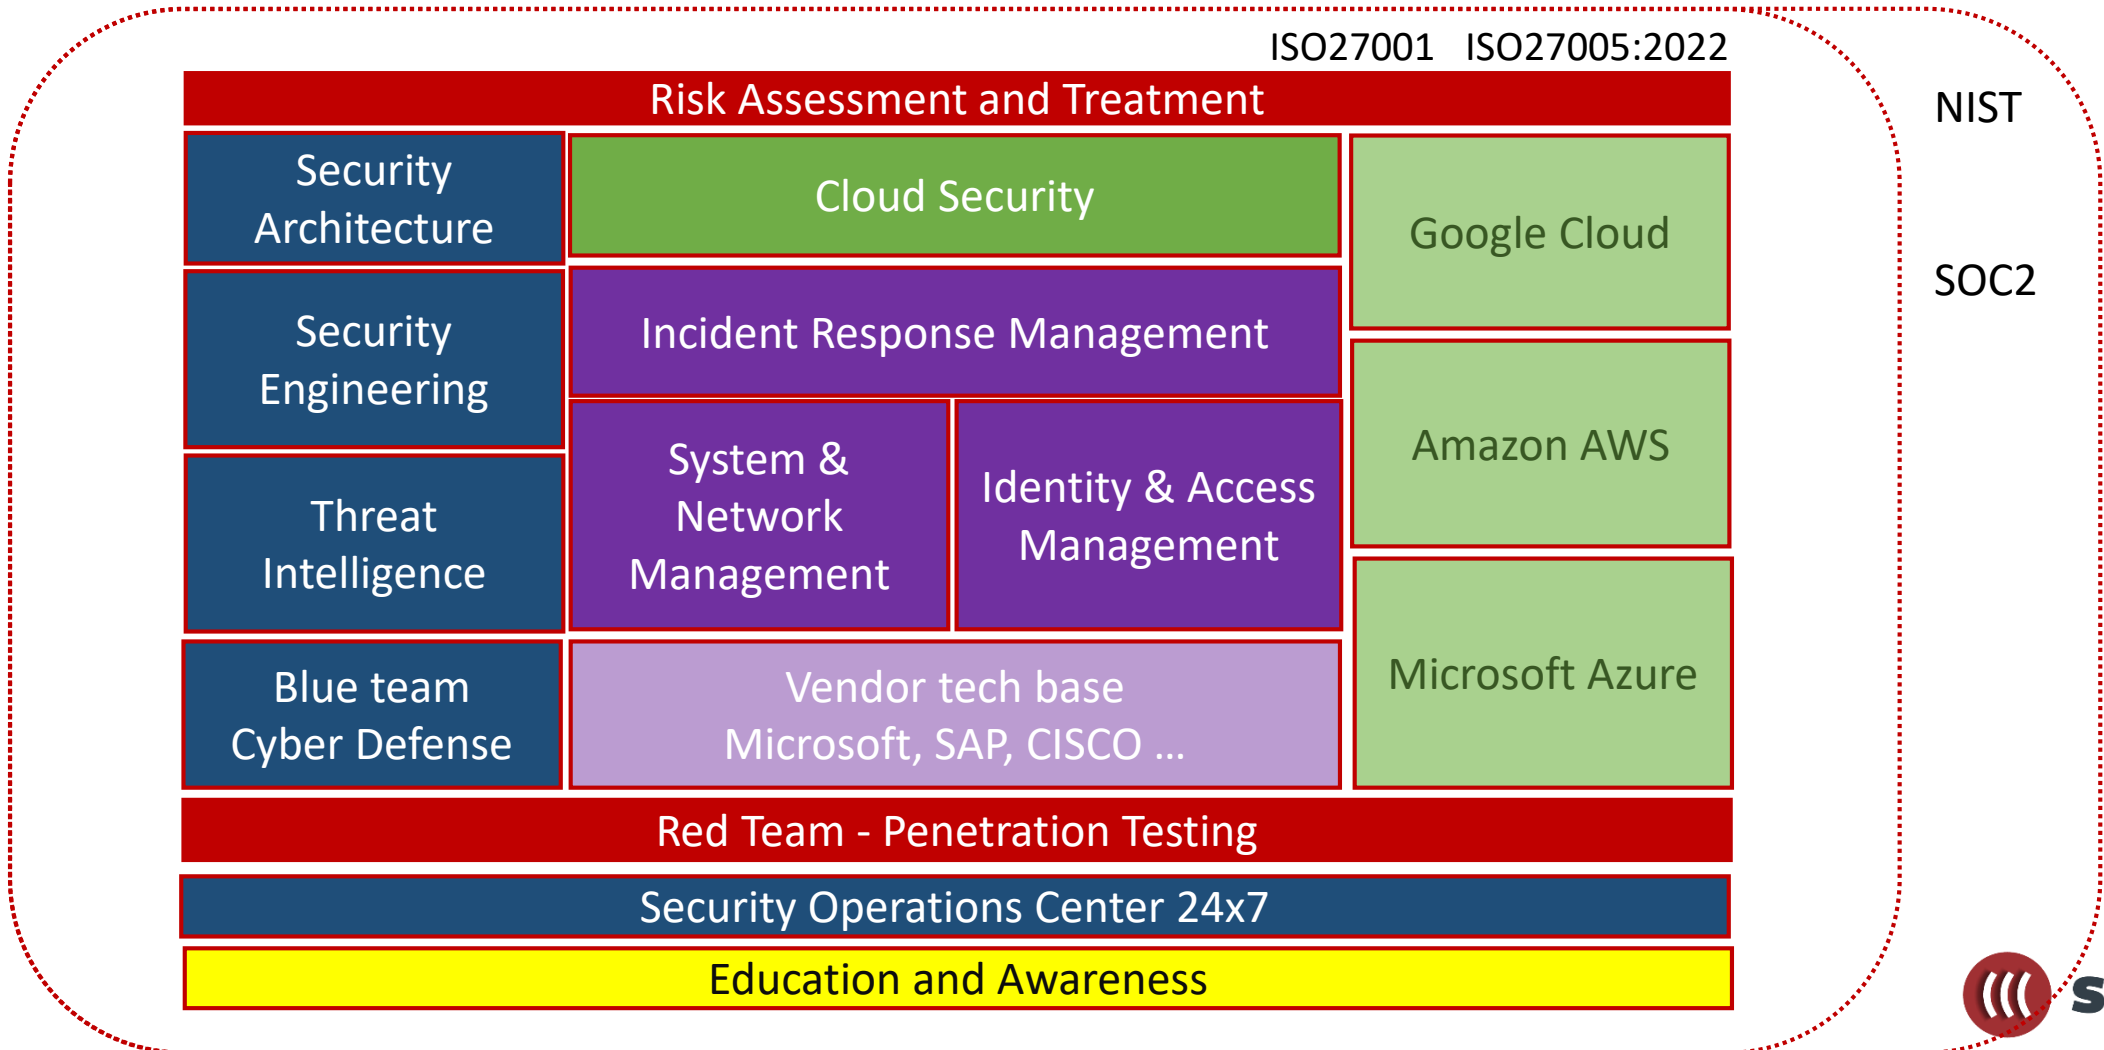 ISO27001 ISO27005:2022
Risk Assessment and Treatment
NIST
SOC2
Security
Architecture
Cloud Security
Google Cloud
Security
Engineering
Incident Response Management
Amazon AWS
System &
Network
Management
Identity & Access
Management
Threat
Intelligence
Microsoft Azure
Blue team
Cyber Defense
Vendor tech base
Microsoft, SAP, CISCO ...
Red Team - Penetration Testing
Security Operations Center 24x7
Education and Awareness
s